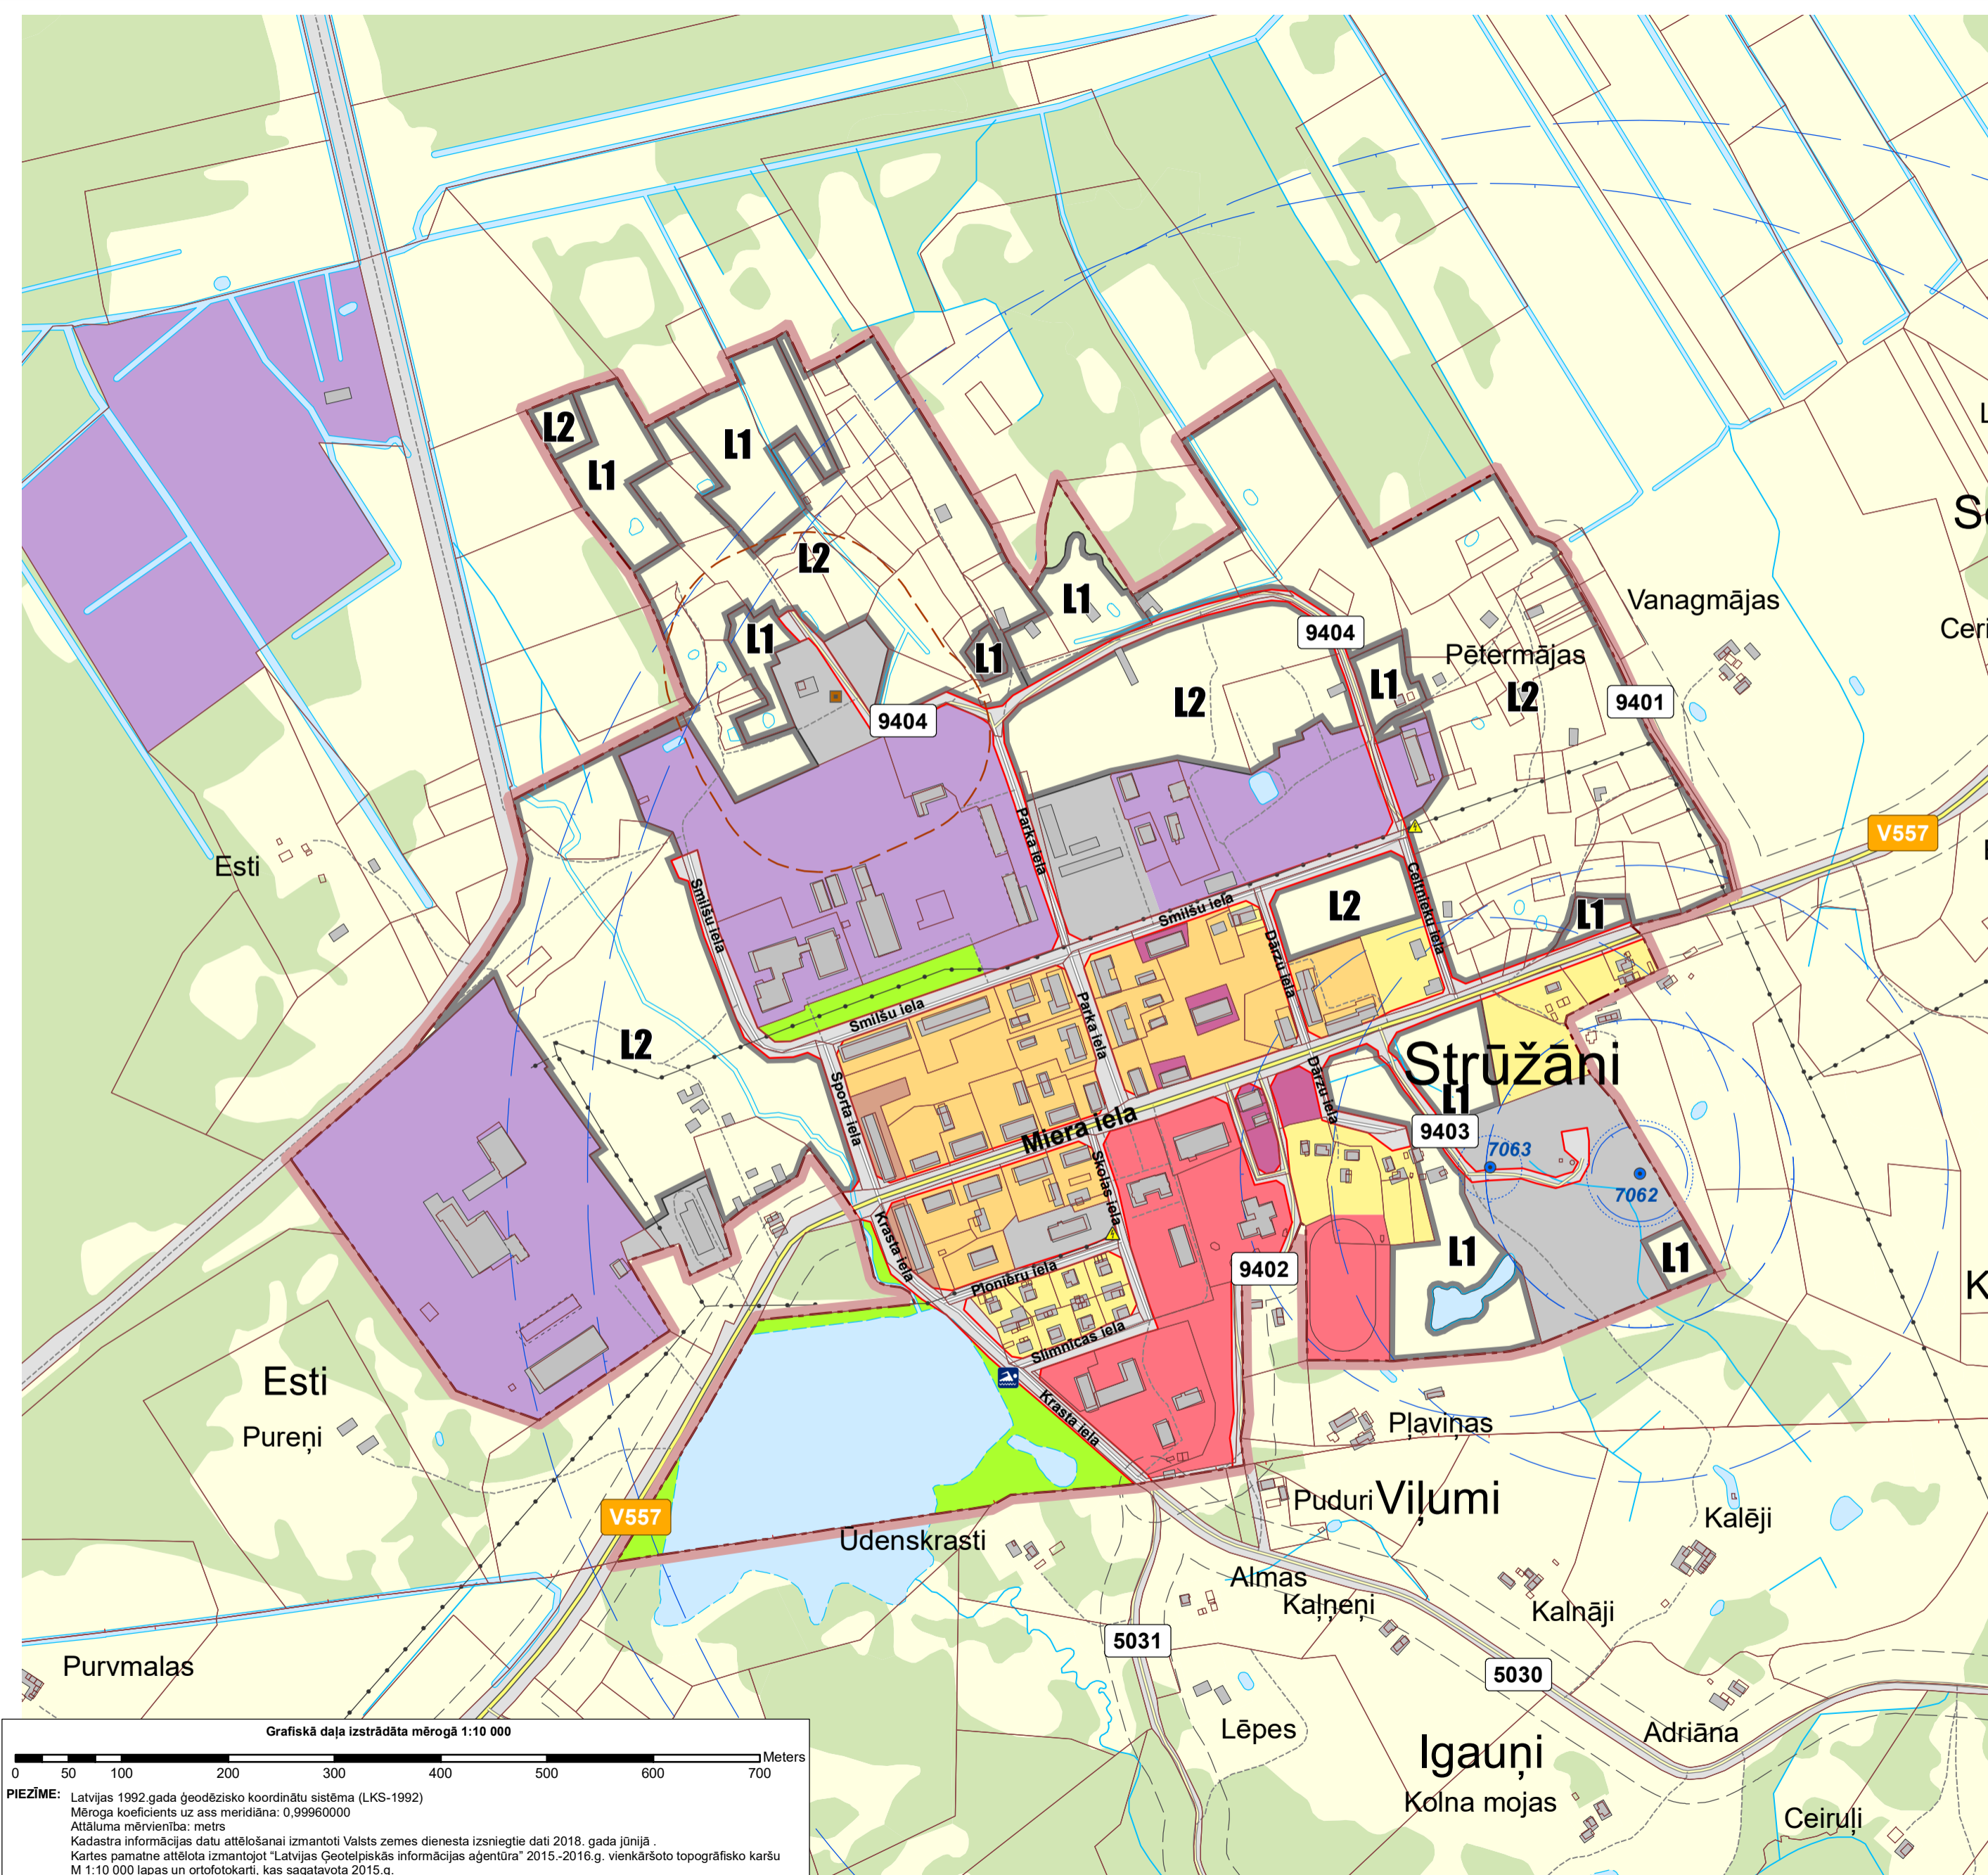 L2
L1
L1
L2
L1
L1
L1
9404
9404
L1
L2
L2
Pētermājas
Vanagmājas
Ceri
9401
V557
Esti
Parka iela
Smilšu iela
Smilšu iela
Celtnieku iela
Dārzu iela
L2
L1
L2
Smilšu iela
Parka iela
Sporta iela
Miera iela
Dārzu iela
Strūžāni
L1
9403
7063
7062
Skolas iela
Krasta iela
Pionieru iela
9402
L1
L1
K
Slimnīcas iela
Krasta iela
Esti
Pureņi
Pļaviņas
V557
Udenskrasti
Puduri
Viļumi
Kalēji
Almas
Kaļņeņi
Kalnāji
5031
5030
Purvmalas
Lēpes
Adriāna
Igauņi
Kolna mojas
Ceiruļi
Grafiskā daļa izstrādāta mērogā 1:10 000
0 50 100 200 300 400 500 600 700 Meters
PIEZĪME: Latvijas 1992.gada ģeodēzisko koordinātu sistēma (LKS-1992)
Mēroga koeficients uz ass meridiāna: 0,99960000
Attāluma mērvienība: metrs
Kadastra informācijas datu attēlošanai izmantoti Valsts zemes dienesta izsniegtie dati 2018. gada jūnijā .
Kartes pamatne attēlota izmantojot “Latvijas Ģeotelpiskās informācijas aģentūra” 2015.-2016.g. vienkāršoto topogrāfisko karšu
M 1:10 000 lapas un ortofotokarti, kas sagatavota 2015.g.